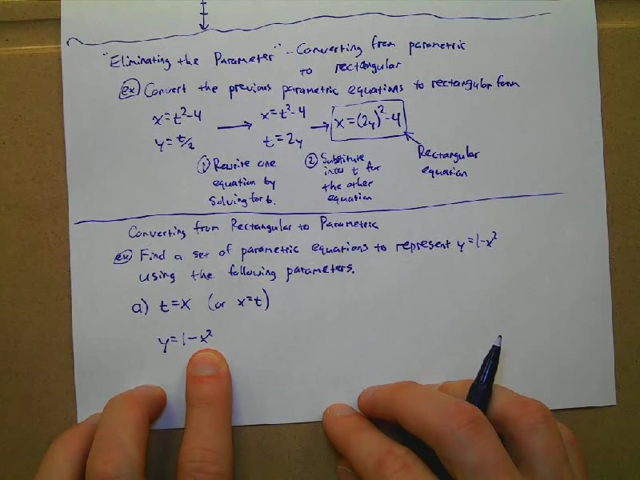 "Eliminating the Parameter" - Converting from parametric
to rectangular
ex Convert the previous parametric equations to rectangular form
x=t²-4 → x=t²-4 → x=(2y)²-4
y=t/2 t=2y
① Rewrite one
equation by
solving for t.
② Substitute
into t for
the other
equation
Rectangular
equation
Converting from Rectangular to Parametric
ex Find a set of parametric equations to represent y=1-x²
using the following parameters.
a) t=x (or x=t)
y=1-x²